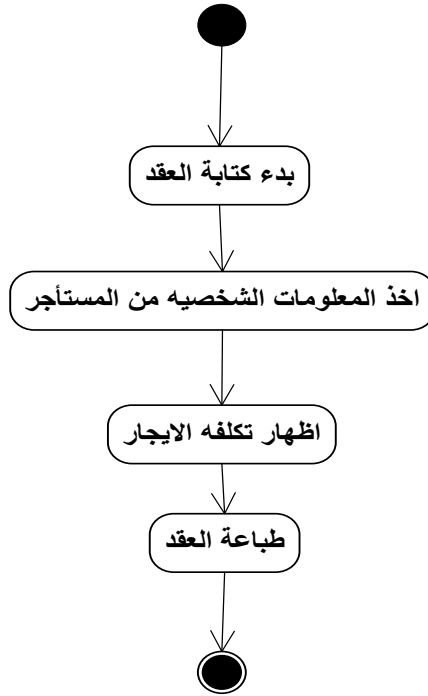 بدء كتابة العقد
اخذ المعلومات الشخصيه من المستأجر
اظهار تكلفه الايجار
طباعة العقد